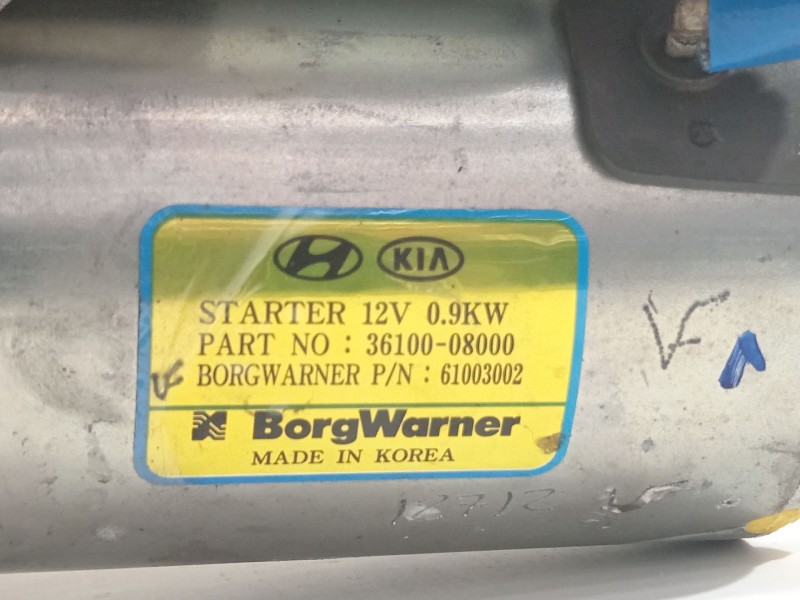 KIA
STARTER 12V 0.9KW
PART NO : 36100-08000
BORGWARNER P/N : 61003002
BorgWarner
MADE IN KOREA